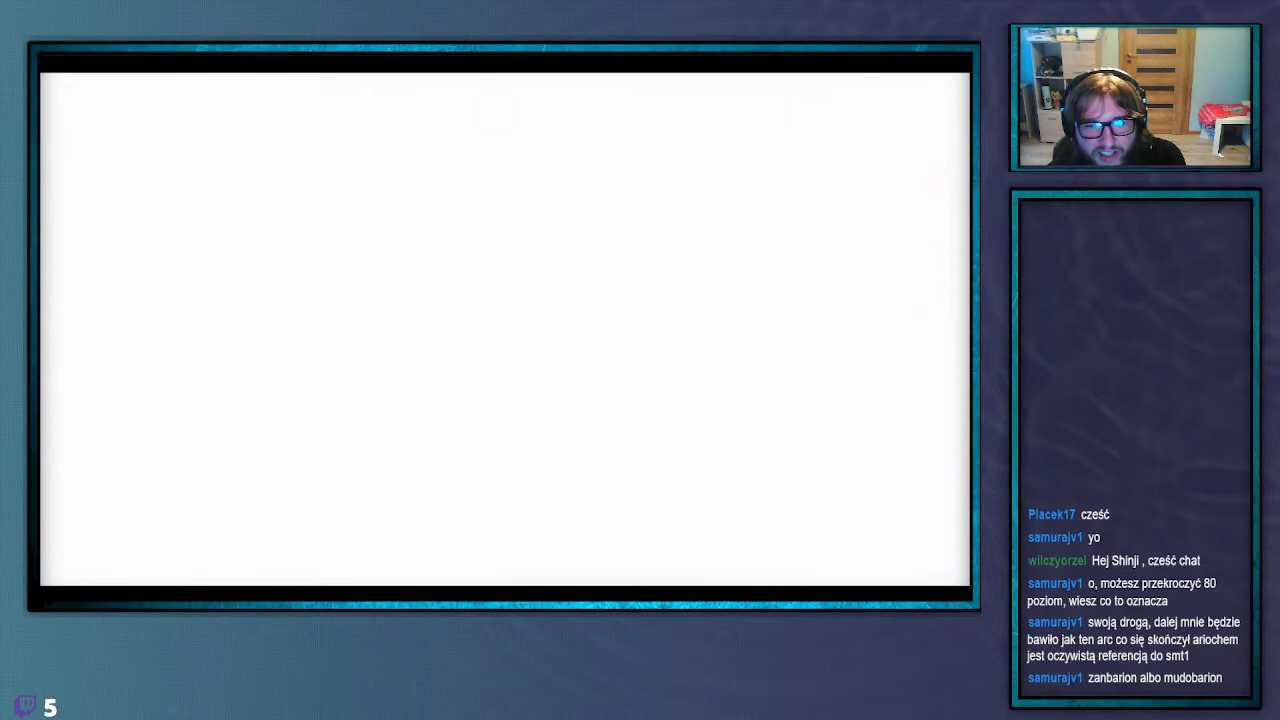 Placek17 cześć
samurajv1 yo
wilczyorzel Hej Shinji , cześć chat
samurajv1 o, możesz przekroczyć 80
poziom, wiesz co to oznacza
samurajv1 swoją drogą, dalej mnie będzie
bawiło jak ten arc co się skończył ariochem
jest oczywistą referencją do smt1
samurajv1 zanbarion albo mudobarion
5